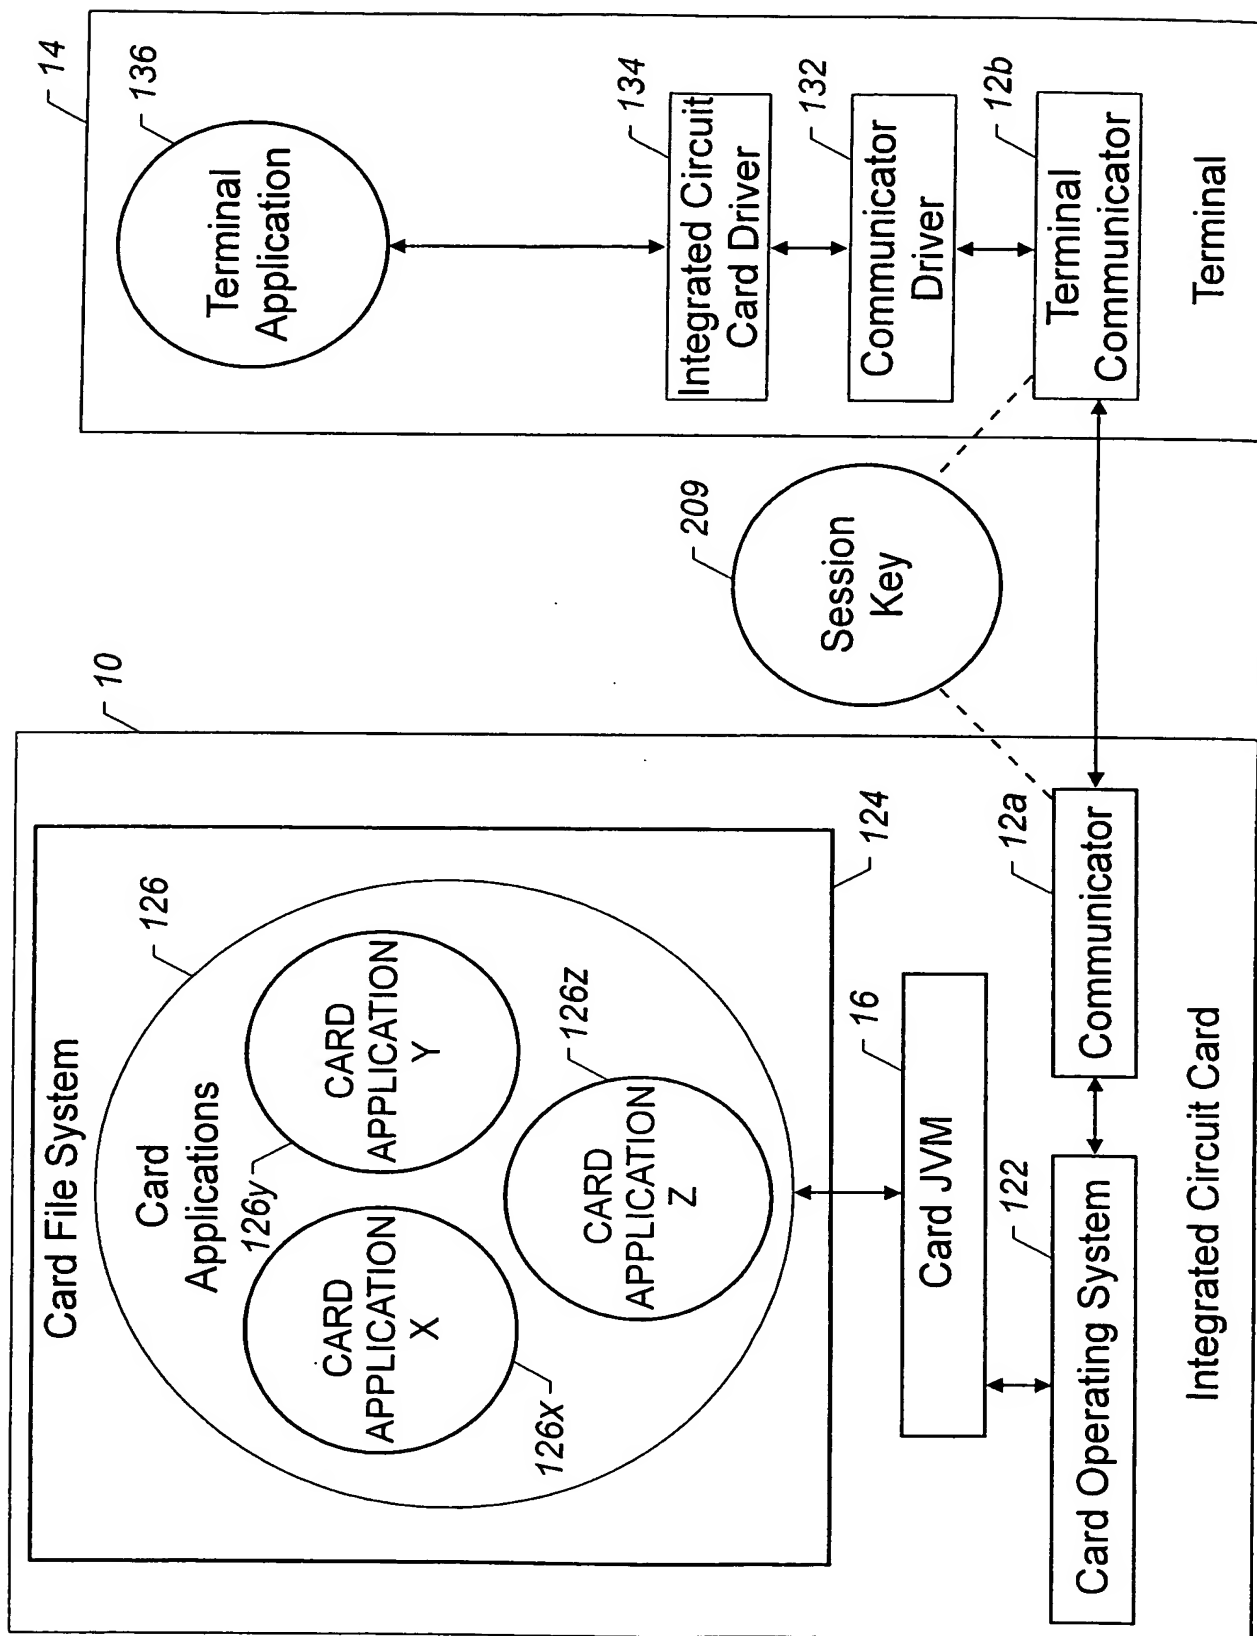 Card File System
Card
Applications
126
126y
CARD
APPLICATION
X
CARD
APPLICATION
Y
CARD
APPLICATION
Z
126x
126z
124
10
Card JVM
16
Card Operating System
122
Communicator
12a
Integrated Circuit Card
Session
Key
209
14
Terminal
Application
136
Integrated Circuit
Card Driver
134
Communicator
Driver
132
Terminal
Communicator
12b
Terminal